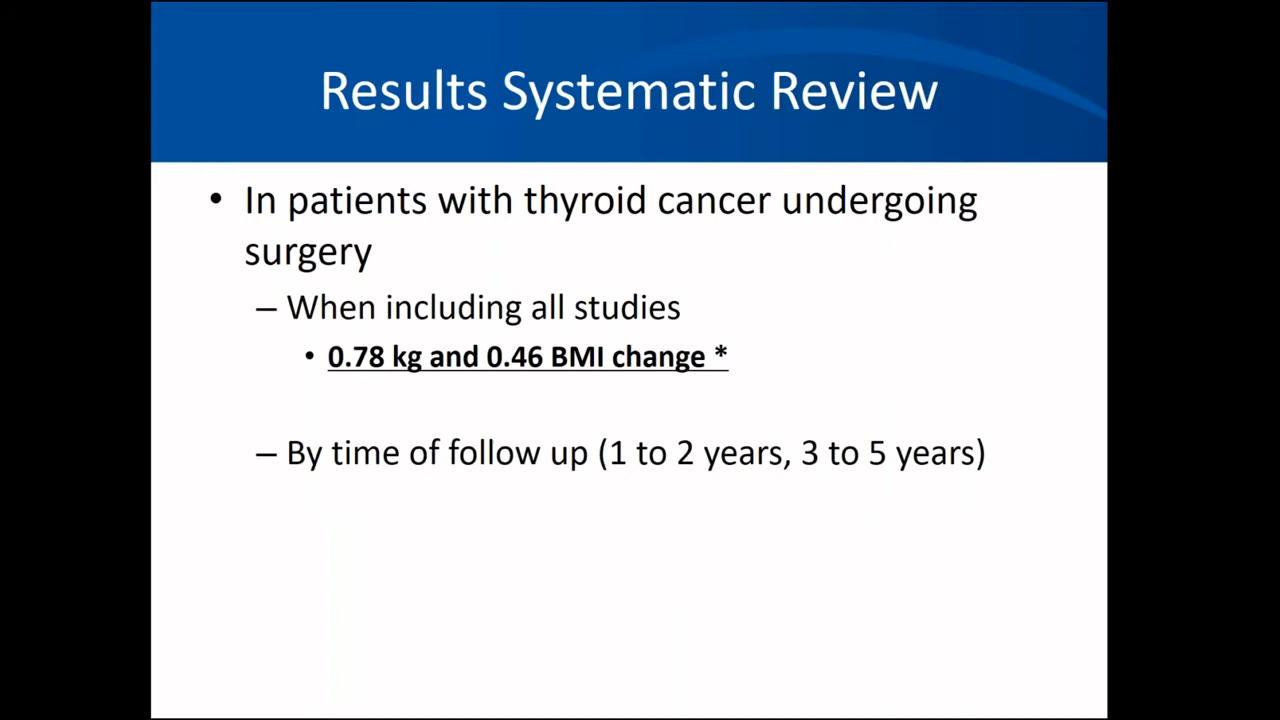 Results Systematic Review
• In patients with thyroid cancer undergoing
surgery
– When including all studies
• 0.78 kg and 0.46 BMI change *
– By time of follow up (1 to 2 years, 3 to 5 years)